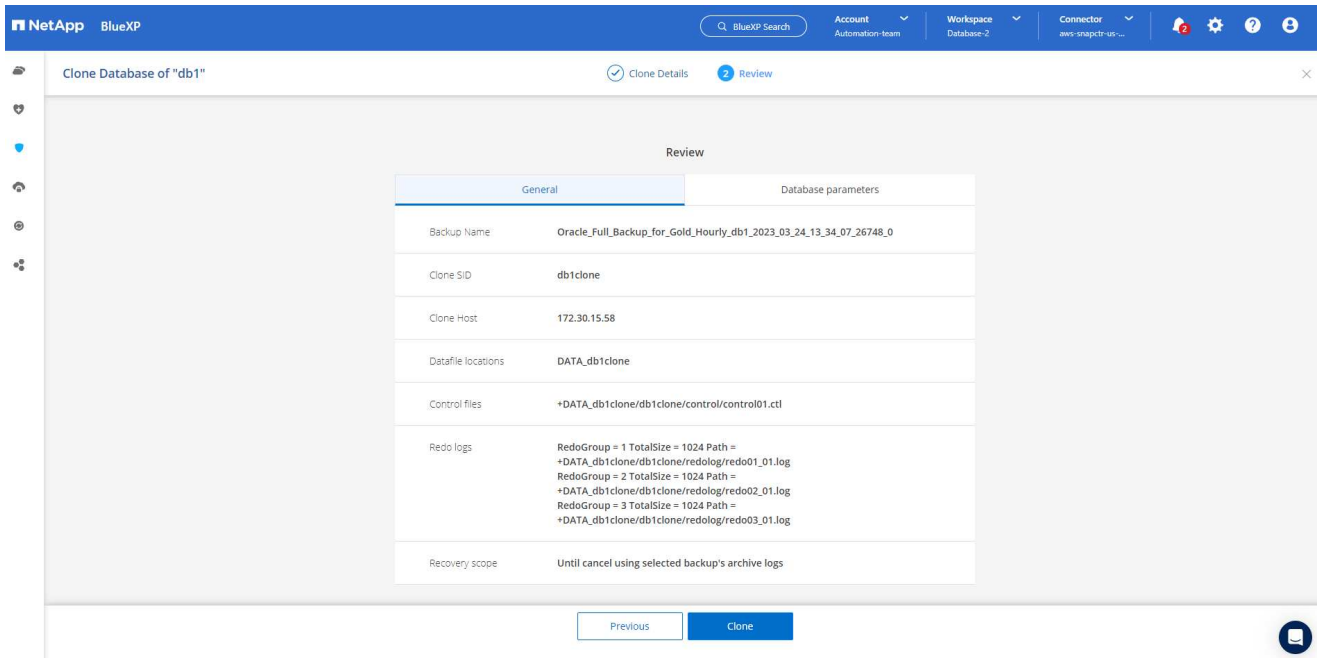 NetApp BlueXP
BlueXP Search
Account
Automation-team
Workspace
Database-2
Connector
aws-snapctr-us-...
2
Clone Database of "db1"
Clone Details
2 Review
Review
General Database parameters
Backup Name Oracle_Full_Backup_for_Gold_Hourly_db1_2023_03_24_13_34_07_26748_0
Clone SID db1clone
Clone Host 172.30.15.58
Datafile locations DATA_db1clone
Control files +DATA_db1clone/db1clone/control/control01.ctl
Redo logs RedoGroup = 1 TotalSize = 1024 Path =
+DATA_db1clone/db1clone/redolog/redo01_01.log
RedoGroup = 2 TotalSize = 1024 Path =
+DATA_db1clone/db1clone/redolog/redo02_01.log
RedoGroup = 3 TotalSize = 1024 Path =
+DATA_db1clone/db1clone/redolog/redo03_01.log
Recovery scope Until cancel using selected backup's archive logs
Previous Clone